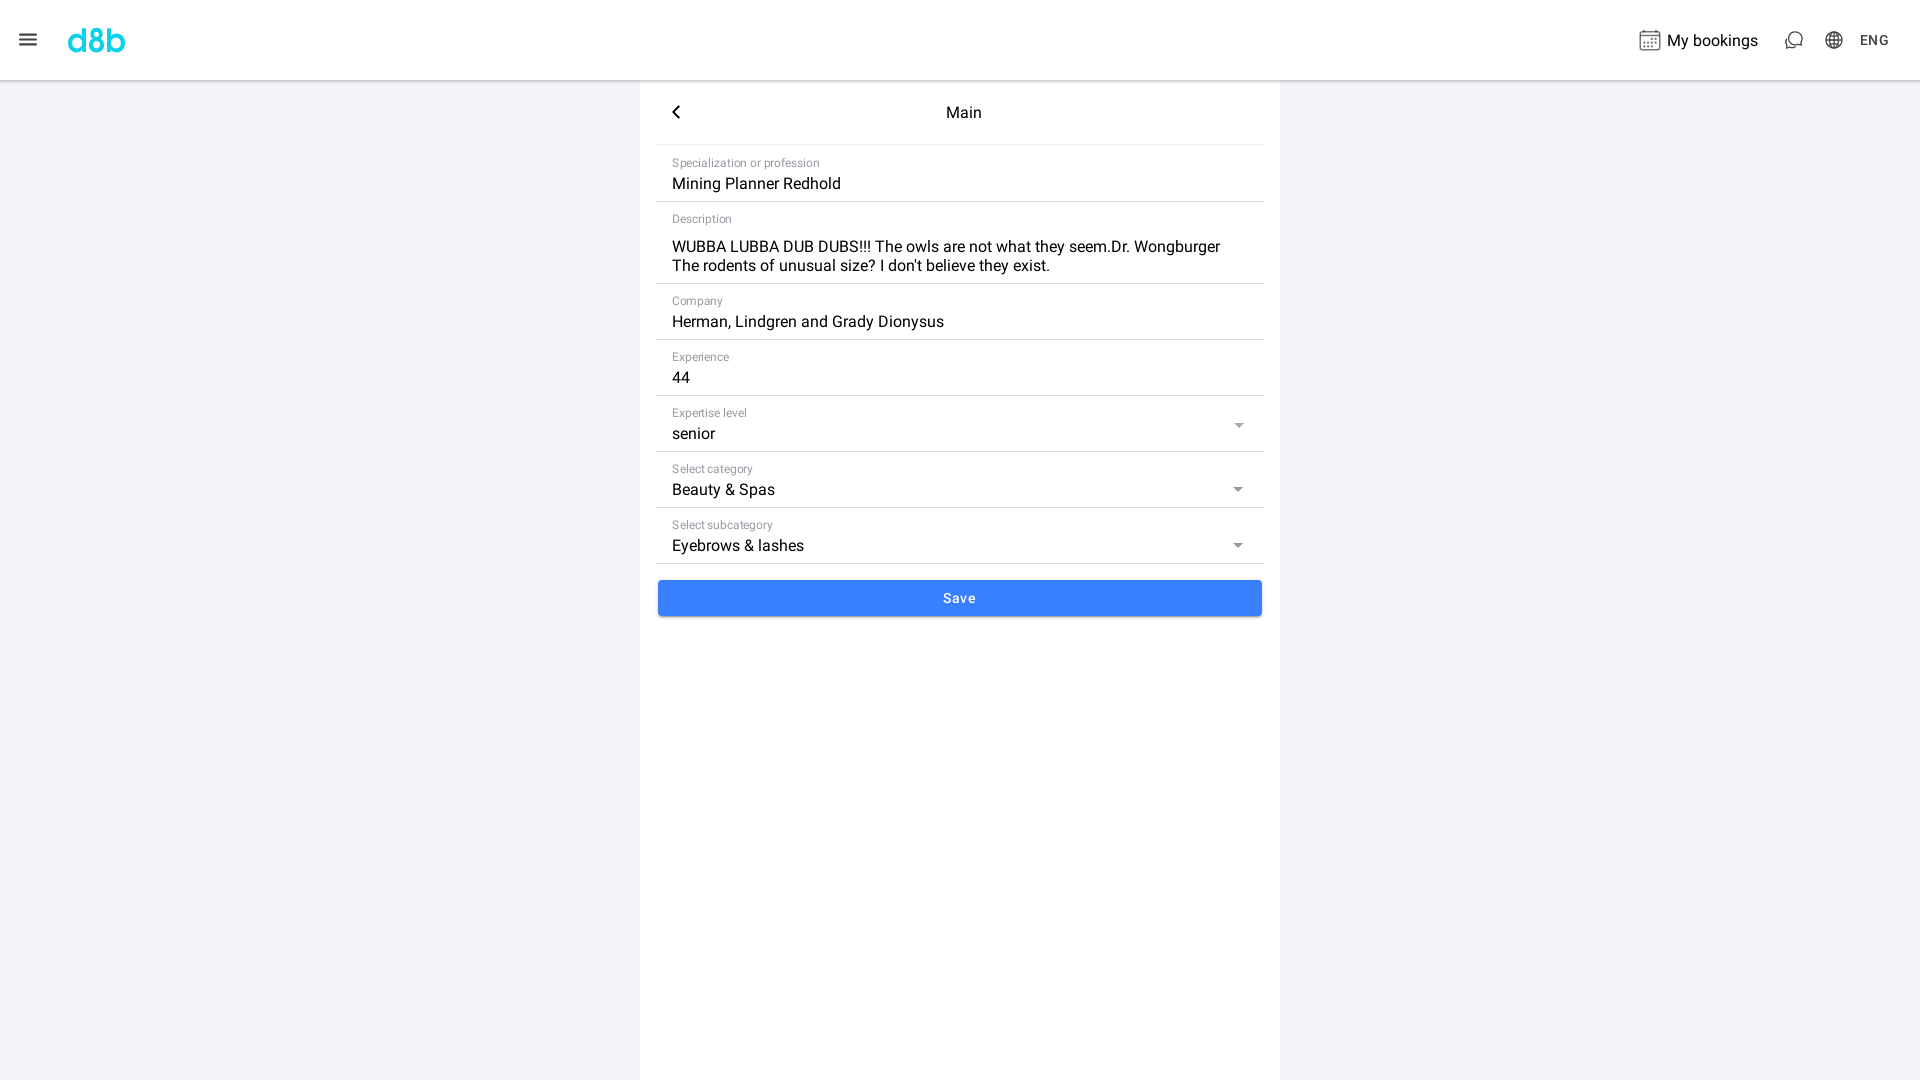 d8b
My bookings
ENG
Main
Specialization or profession
Mining Planner Redhold
Description
WUBBA LUBBA DUB DUBS!!! The owls are not what they seem.Dr. Wongburger
The rodents of unusual size? I don't believe they exist.
Company
Herman, Lindgren and Grady Dionysus
Experience
44
Expertise level
senior
Select category
Beauty & Spas
Select subcategory
Eyebrows & lashes
Save